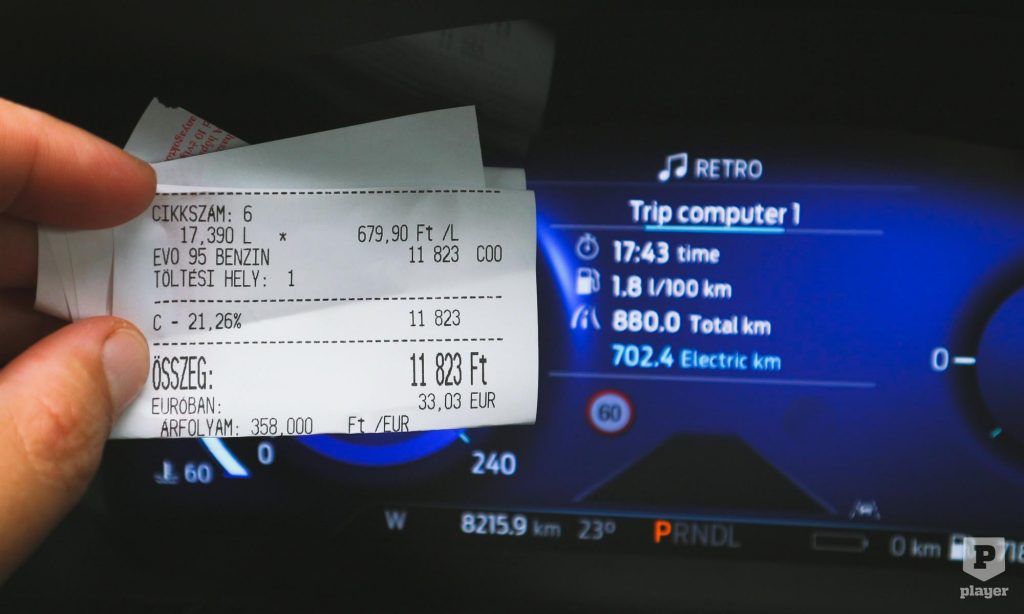 CIKKSZÁM: 6
17,390 L * 679,90 Ft /L
EVO 95 BENZIN 11 823 C00
TÖLTÉSI HELY: 1
C - 21,26% 11 823
ÖSSZEG: 11 823 Ft
EURÓBAN: 33,03 EUR
ÁRFOLYAM: 358,000 Ft /EUR
RETRO
Trip computer 1
17:43 time
1.8 l/100 km
880.0 Total km
702.4 Electric km
60
0
60
0
240
W 8215.9 km 23° PRNDL 0 km
P
player